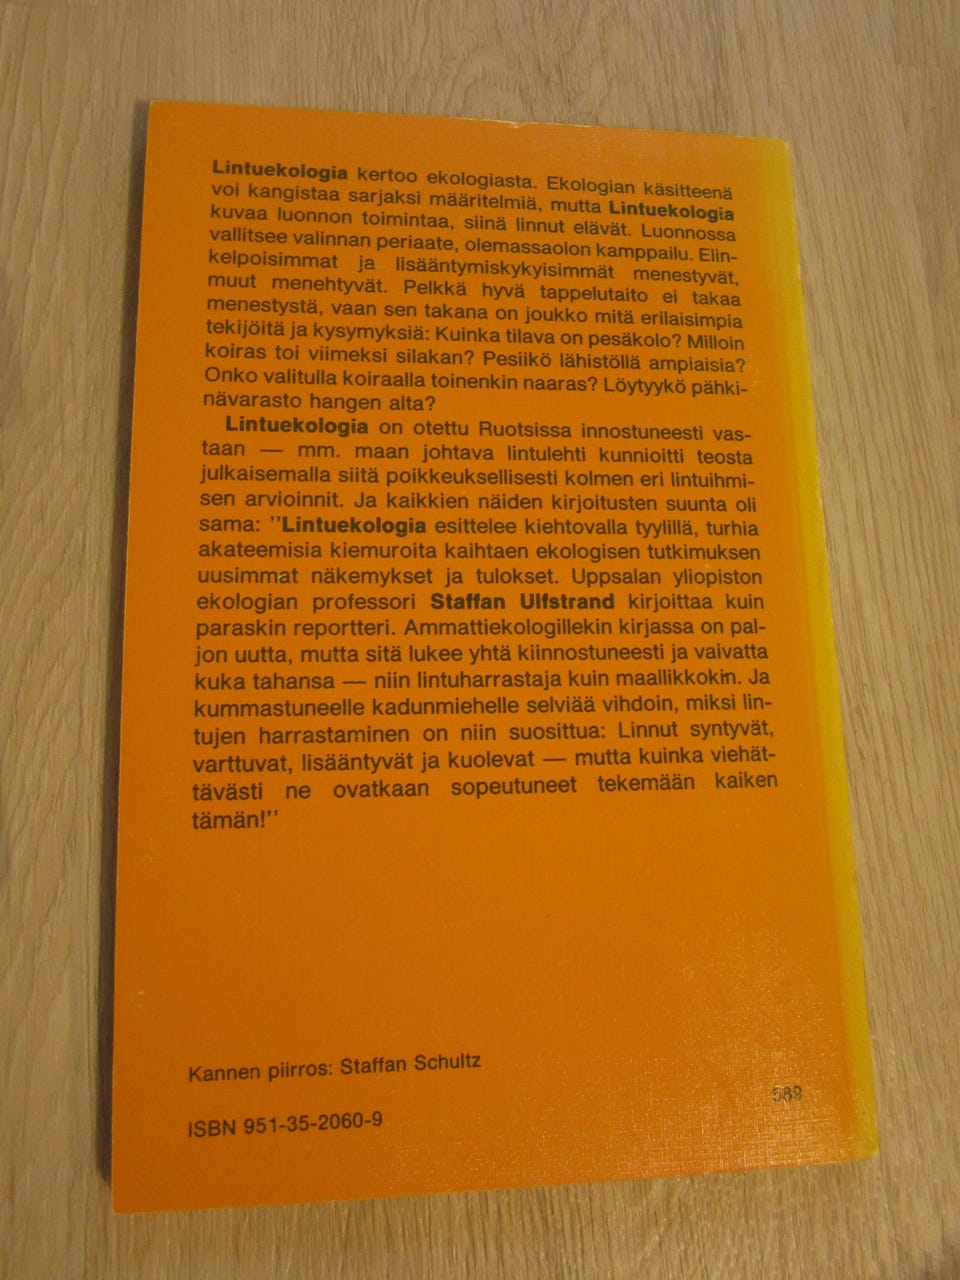 Lintuekologia kertoo ekologiasta. Ekologian käsitteenä
voi kangistaa sarjaksi määritelmiä, mutta Lintuekologia
kuvaa luonnon toimintaa, siinä linnut elävät. Luonnossa
vallitsee valinnan periaate, olemassaolon kamppailu. Elin-
kelpoisimmat ja lisääntymiskykyisimmät menestyvät,
muut menehtyvät. Pelkkä hyvä tappelutaito ei takaa
menestystä, vaan sen takana on joukko mitä erilaisimpia
tekijöitä ja kysymyksiä: Kuinka tilava on pesäkolo? Milloin
koiras toi viimeksi silakan? Pesiikö lähistöllä ampiaisia?
Onko valitulla koiraalla toinenkin naaras? Löytyykö pähki-
nävarasto hangen alta?
Lintuekologia on otettu Ruotsissa innostuneesti vas-
taan — mm. maan johtava lintulehti kunnioitti teosta
julkaisemalla siitä poikkeuksellisesti kolmen eri lintuihmi-
sen arvioinnit. Ja kaikkien näiden kirjoitusten suunta oli
sama: "Lintuekologia esittelee kiehtovalla tyylillä, turhia
akateemisia kiemuroita kaihtaen ekologisen tutkimuksen
uusimmat näkemykset ja tulokset. Uppsalan yliopiston
ekologian professori Staffan Ulfstrand kirjoittaa kuin
paraskin reportteri. Ammattiekologillekin kirjassa on pal-
jon uutta, mutta sitä lukee yhtä kiinnostuneesti ja vaivatta
kuka tahansa — niin lintuharrastaja kuin maallikkokin. Ja
kummastuneelle kadunmiehelle selviää vihdoin, miksi lin-
tujen harrastaminen on niin suosittua: Linnut syntyvät,
varttuvat, lisääntyvät ja kuolevat — mutta kuinka viehät-
tävästi ne ovatkaan sopeutuneet tekemään kaiken
tämän!"
Kannen piirros: Staffan Schultz
589
ISBN 951-35-2060-9